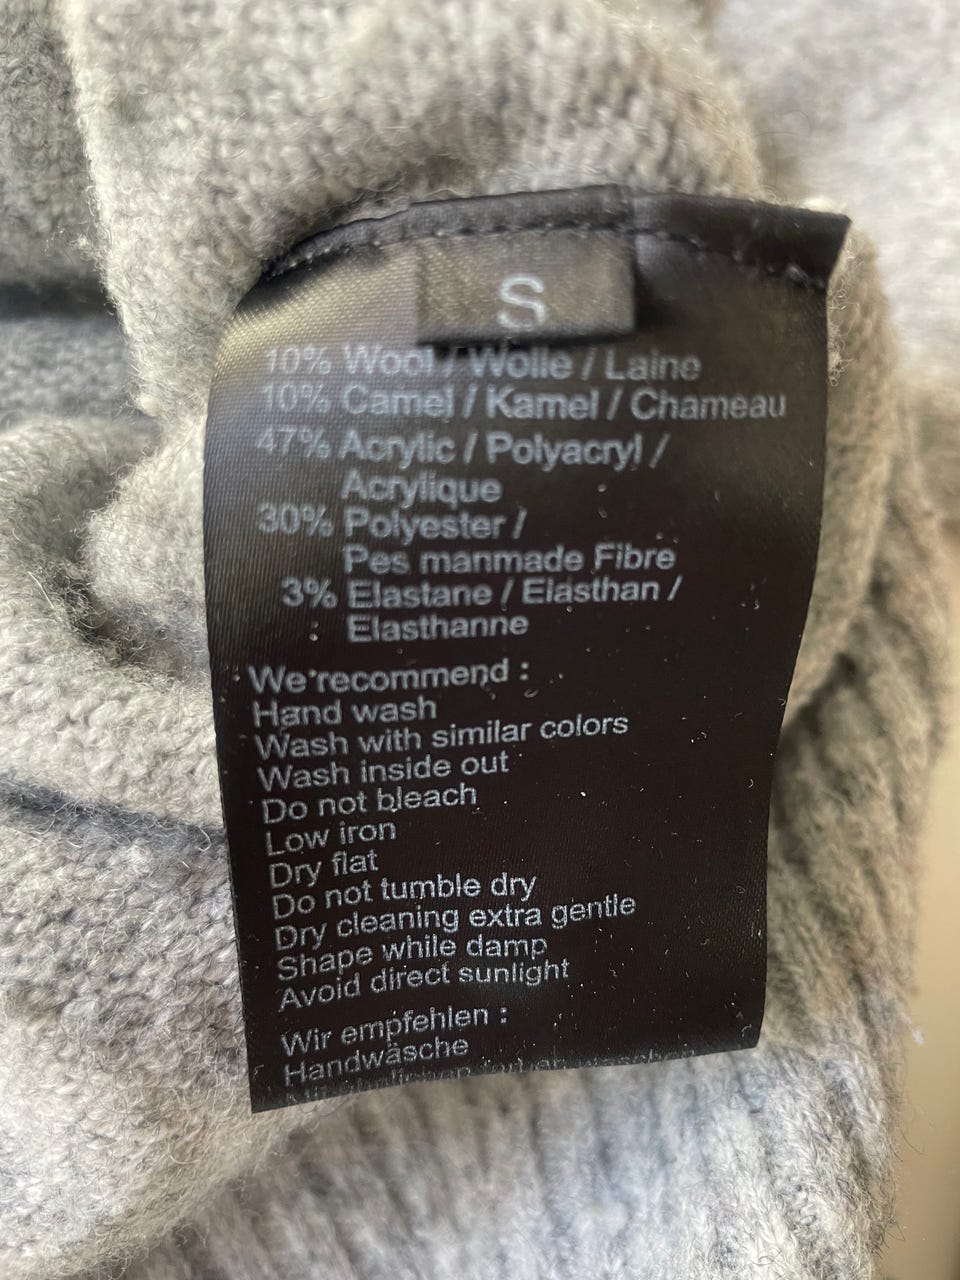 S
10% Wool / Wolle / Laine
10% Camel / Kamel / Chameau
47% Acrylic / Polyacryl /
Acrylique
30% Polyester /
Pes manmade Fibre
3% Elastane / Elasthan /
Elasthanne
We recommend :
Hand wash
Wash with similar colors
Wash inside out
Do not bleach
Low iron
Dry flat
Do not tumble dry
Dry cleaning extra gentle
Shape while damp
Avoid direct sunlight
Wir empfehlen :
Handwäsche